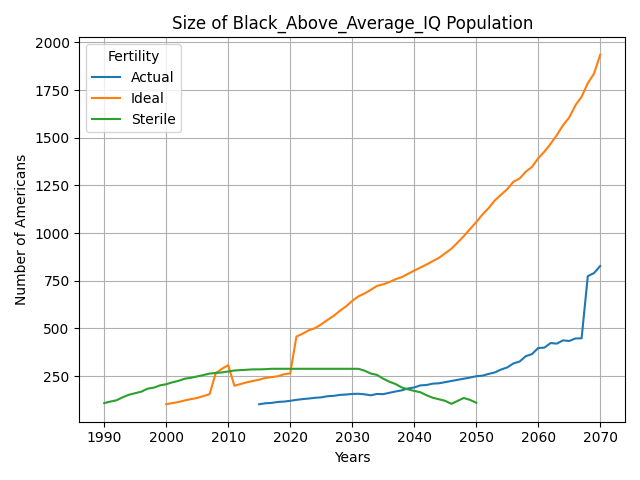 Size of Black_Above_Average_IQ Population
Fertility
Actual
Ideal
Sterile
Number of Americans
2000
1750
1500
1250
1000
750
500
250
1990 2000 2010 2020 2030 2040 2050 2060 2070
Years